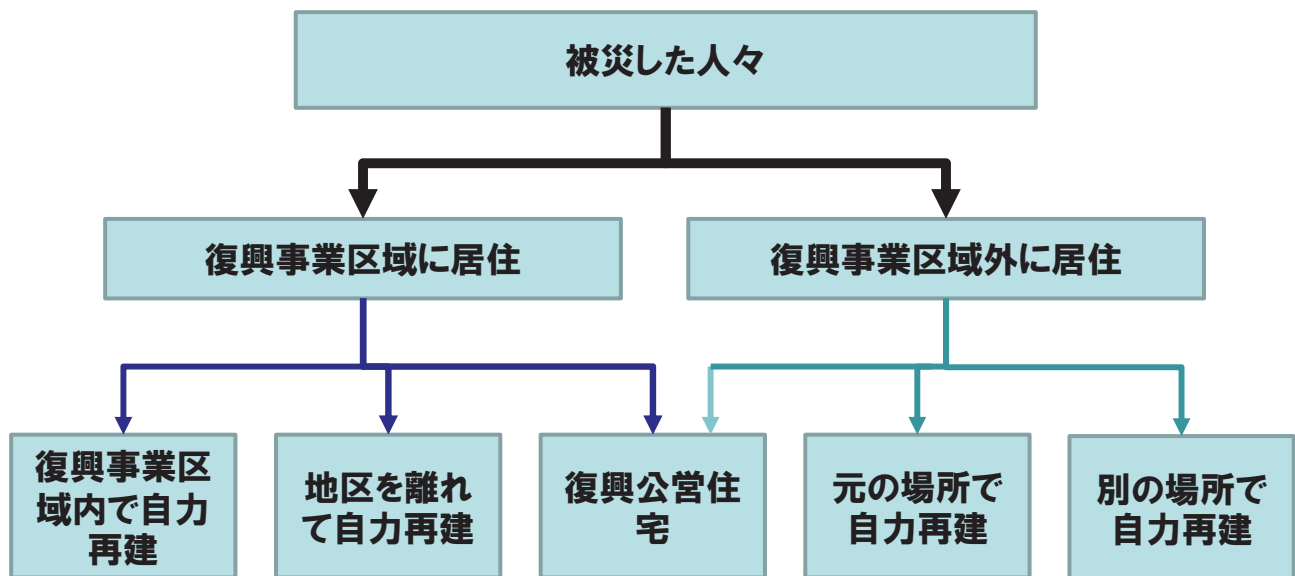 被災した人々
復興事業区域に居住
復興事業区域外に居住
復興事業区
域内で自力
再建
地区を離れ
て自力再建
復興公営住
宅
元の場所で
自力再建
別の場所で
自力再建